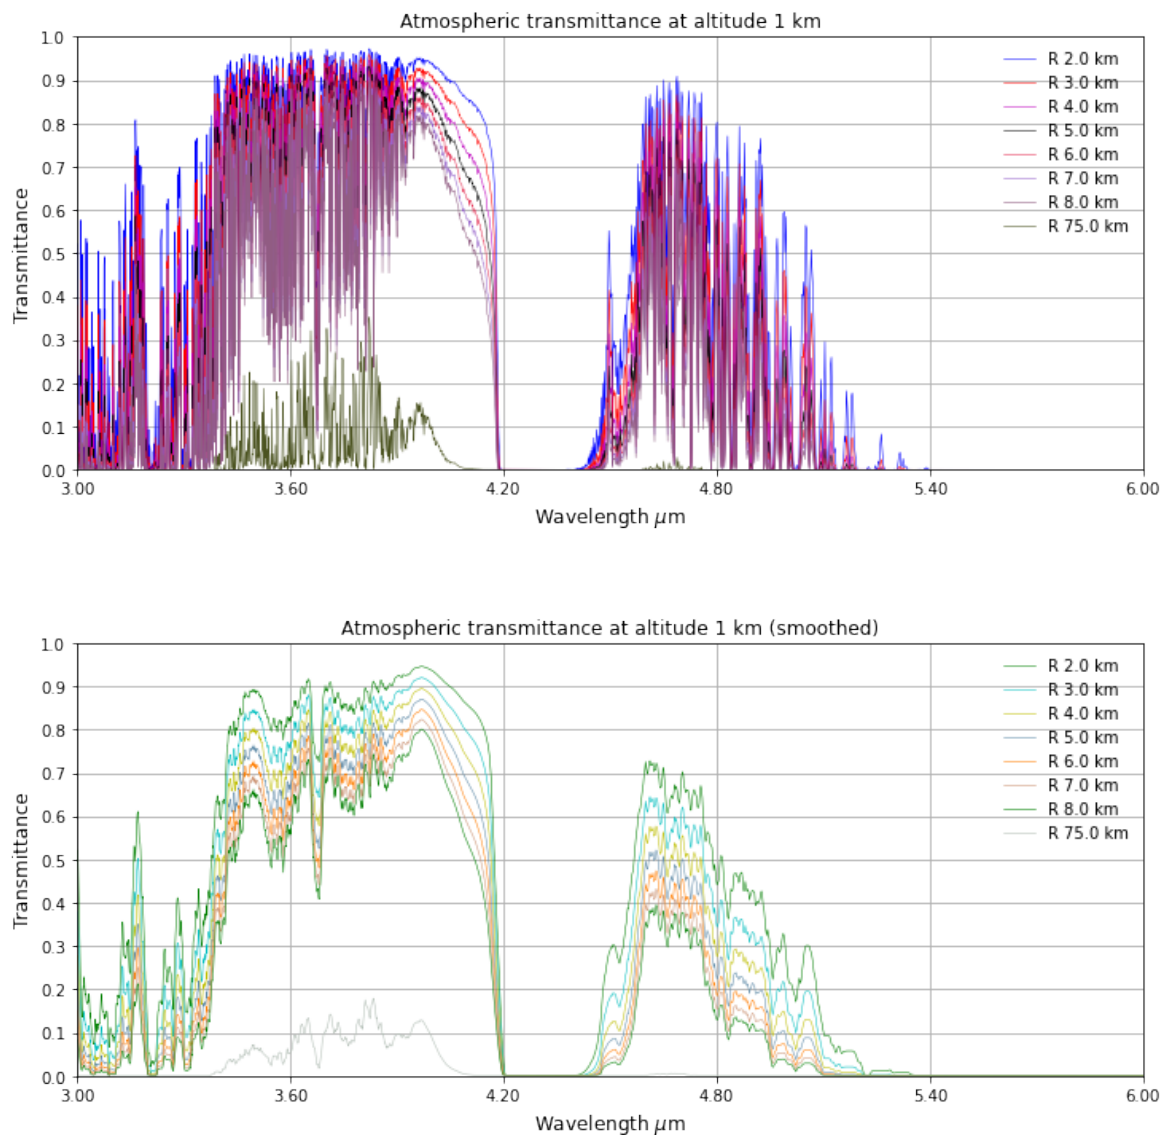 Atmospheric transmittance at altitude 1 km
1.0
0.9
0.8
0.7
0.6
0.5
0.4
0.3
0.2
0.1
0.0
Transmittance
R 2.0 km
R 3.0 km
R 4.0 km
R 5.0 km
R 6.0 km
R 7.0 km
R 8.0 km
R 75.0 km
3.00 3.60 4.20 4.80 5.40 6.00
Wavelength μm
Atmospheric transmittance at altitude 1 km (smoothed)
1.0
0.9
0.8
0.7
0.6
0.5
0.4
0.3
0.2
0.1
0.0
Transmittance
R 2.0 km
R 3.0 km
R 4.0 km
R 5.0 km
R 6.0 km
R 7.0 km
R 8.0 km
R 75.0 km
3.00 3.60 4.20 4.80 5.40 6.00
Wavelength μm